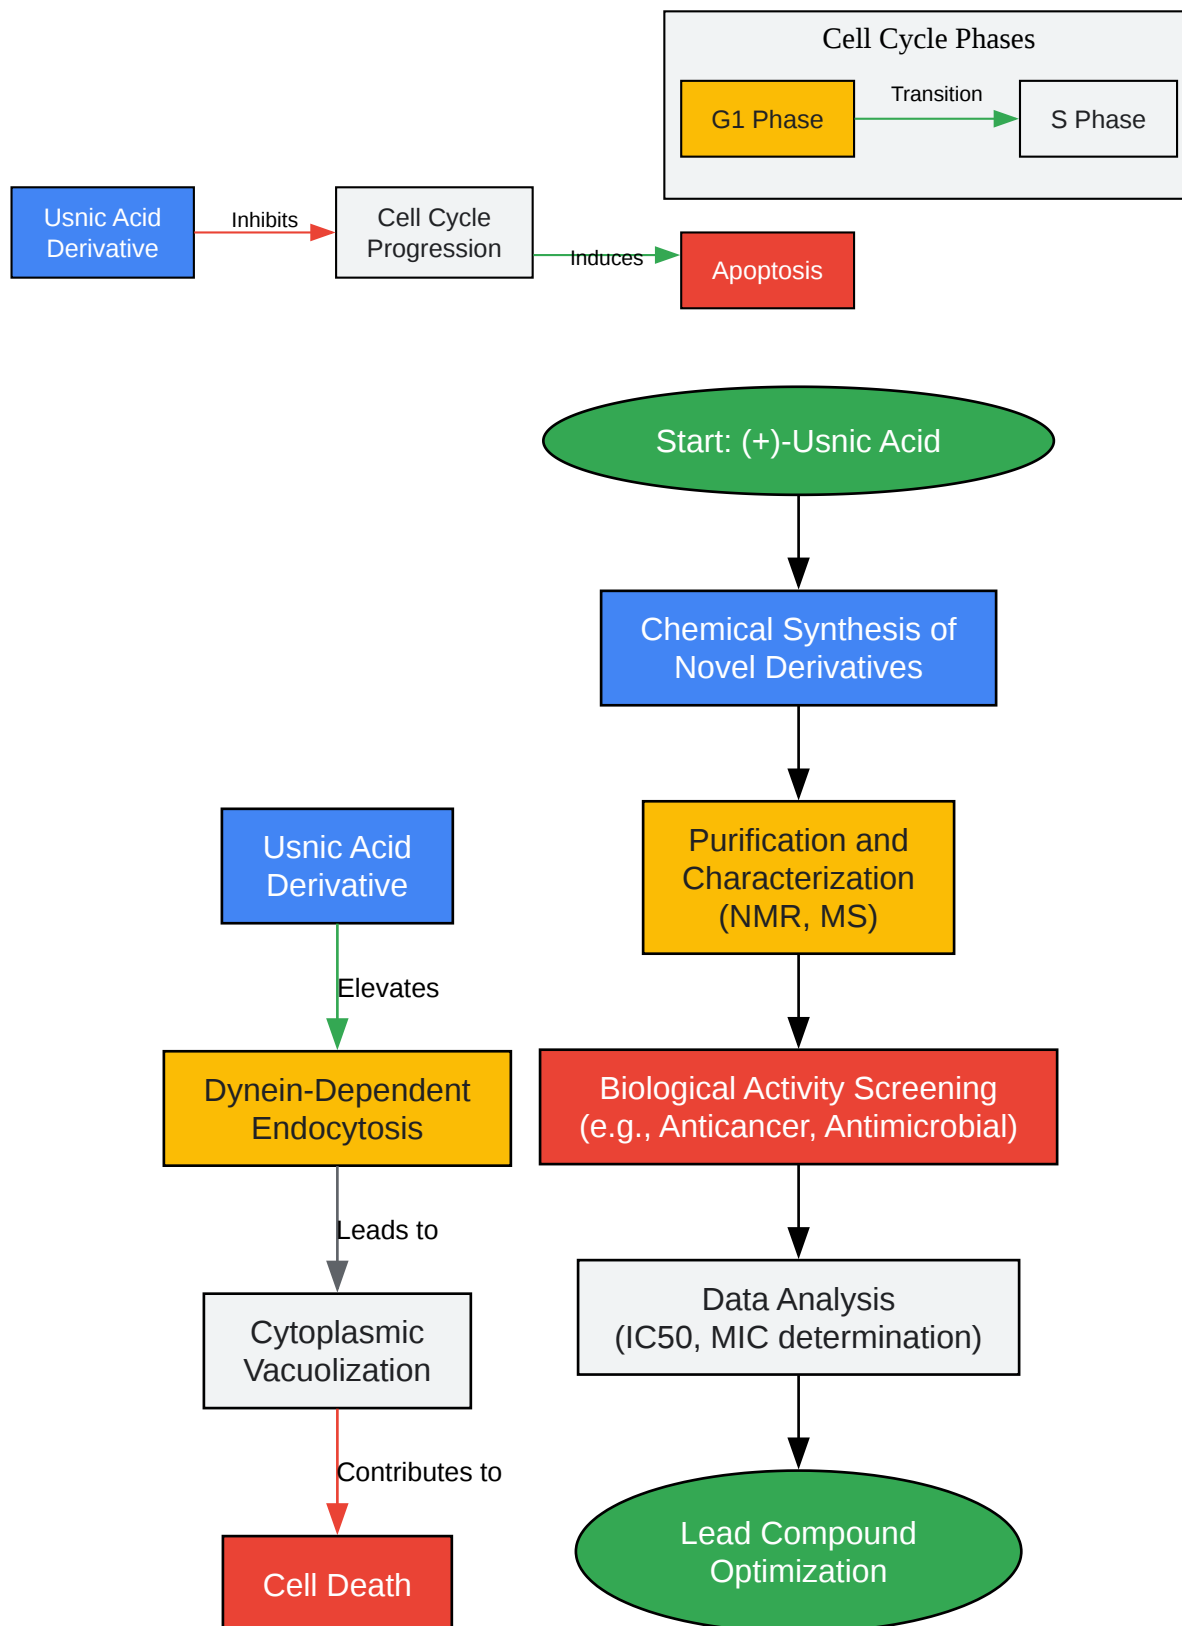 Cell Cycle Phases
G1 Phase
Transition
S Phase
Usnic Acid
Derivative
Inhibits
Cell Cycle
Progression
Induces
Apoptosis
Start: (+)-Usnic Acid
Chemical Synthesis of
Novel Derivatives
Purification and
Characterization
(NMR, MS)
Biological Activity Screening
(e.g., Anticancer, Antimicrobial)
Data Analysis
(IC50, MIC determination)
Lead Compound
Optimization
Usnic Acid
Derivative
Elevates
Dynein-Dependent
Endocytosis
Leads to
Cytoplasmic
Vacuolization
Contributes to
Cell Death